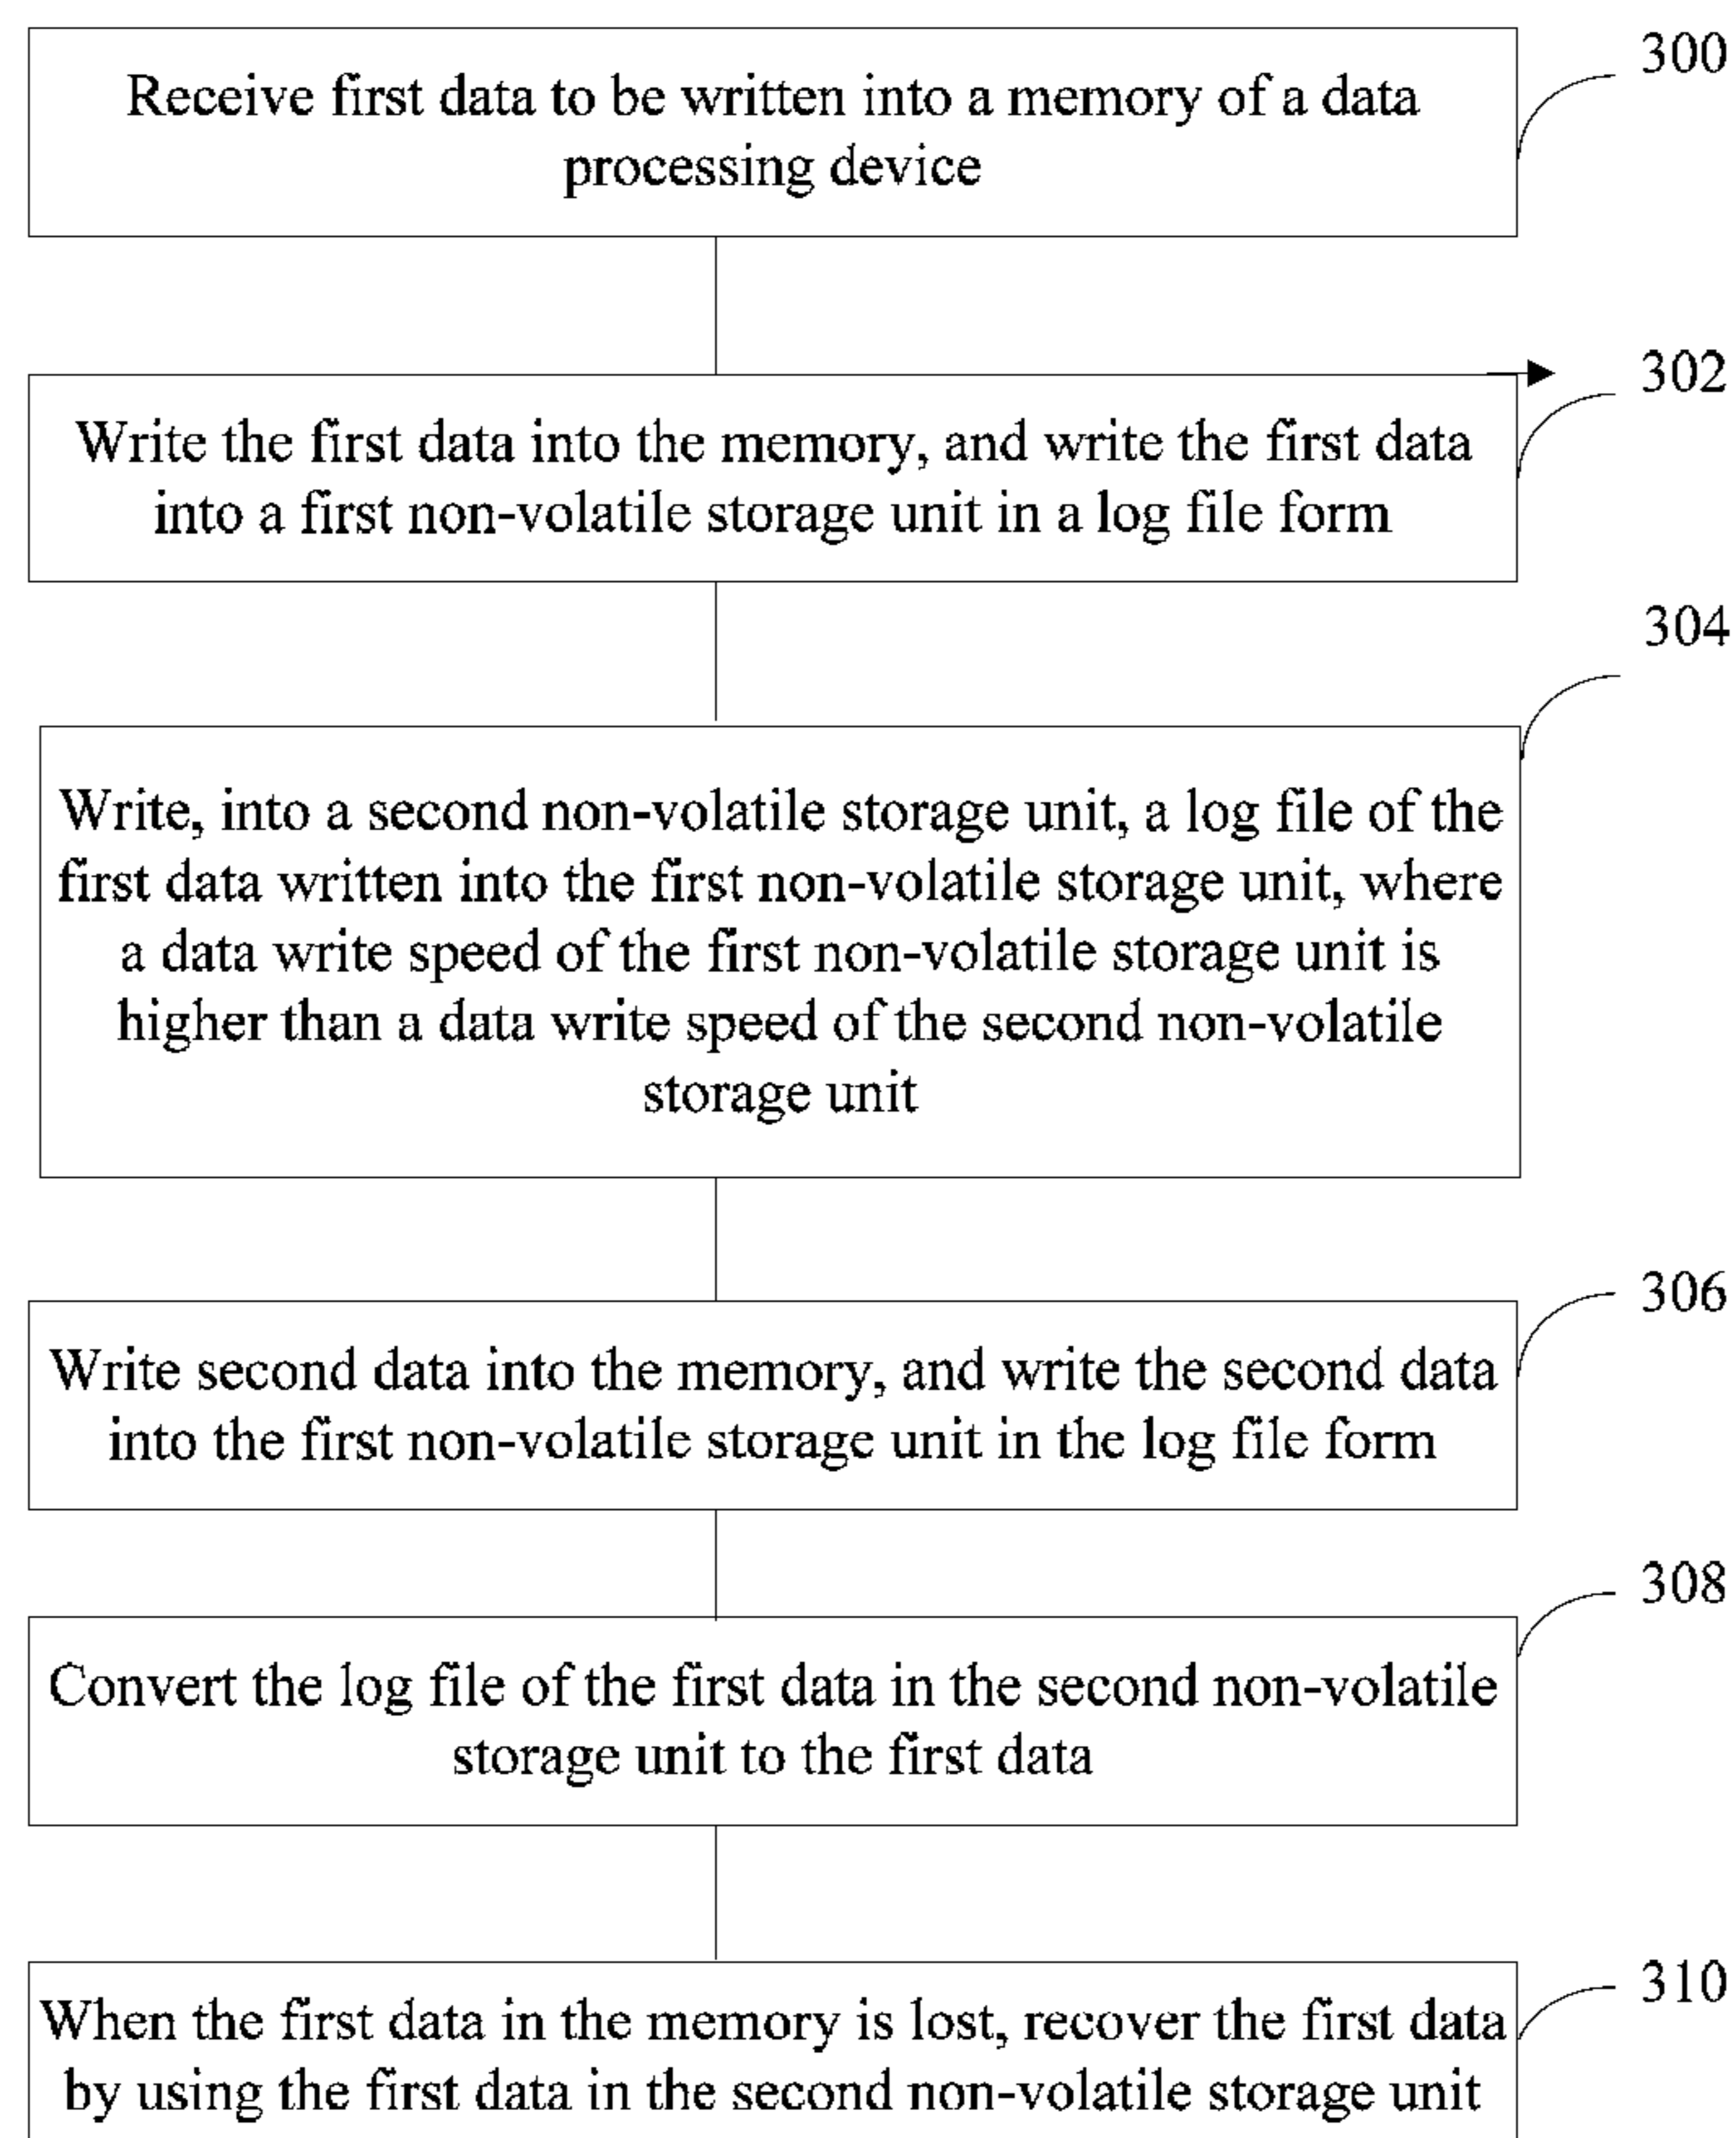 300
Receive first data to be written into a memory of a data
processing device
302
Write the first data into the memory, and write the first data
into a first non-volatile storage unit in a log file form
304
Write, into a second non-volatile storage unit, a log file of the
first data written into the first non-volatile storage unit, where
a data write speed of the first non-volatile storage unit is
higher than a data write speed of the second non-volatile
storage unit
306
Write second data into the memory, and write the second data
into the first non-volatile storage unit in the log file form
308
Convert the log file of the first data in the second non-volatile
storage unit to the first data
310
When the first data in the memory is lost, recover the first data
by using the first data in the second non-volatile storage unit